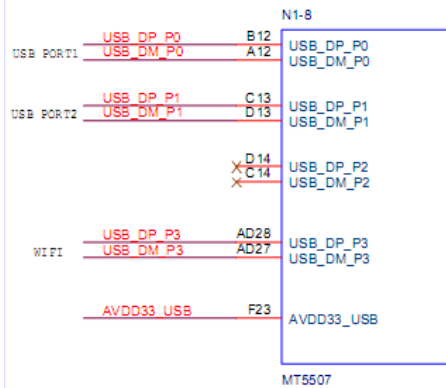 N1-8
USB_DP_P0 B12 USB_DP_P0
USB PORT1 USB_DM_P0 A12 USB_DM_P0
USB_DP_P1 C13 USB_DP_P1
USB PORT2 USB_DM_P1 D13 USB_DM_P1
D14 USB_DP_P2
C14 USB_DM_P2
USB_DP_P3 AD28 USB_DP_P3
WIFI USB_DM_P3 AD27 USB_DM_P3
AVDD33_USB F23 AVDD33_USB
MT5507